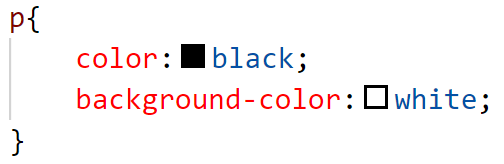 p{
color: black;
background-color: white;
}